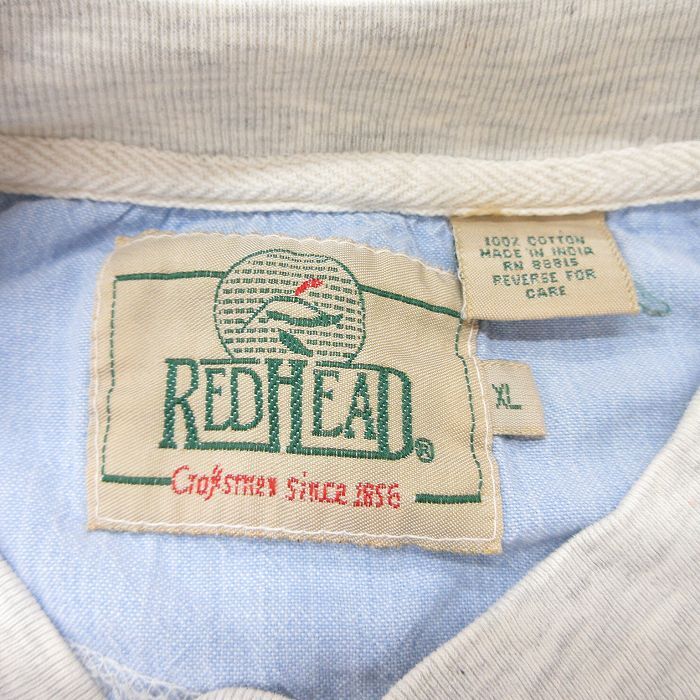 REDHEAD®
Craftsmen Since 1856
100% COTTON
MADE IN INDIA
RN 88815
REVERSE FOR
CARE
XL